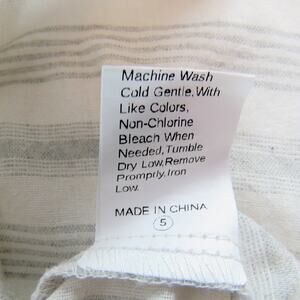 Machine Wash
Cold Gentle,With
Like Colors,
Non-Chlorine
Bleach When
Needed,Tumble
Dry Low,Remove
Promptly,Iron
Low.
MADE IN CHINA
5